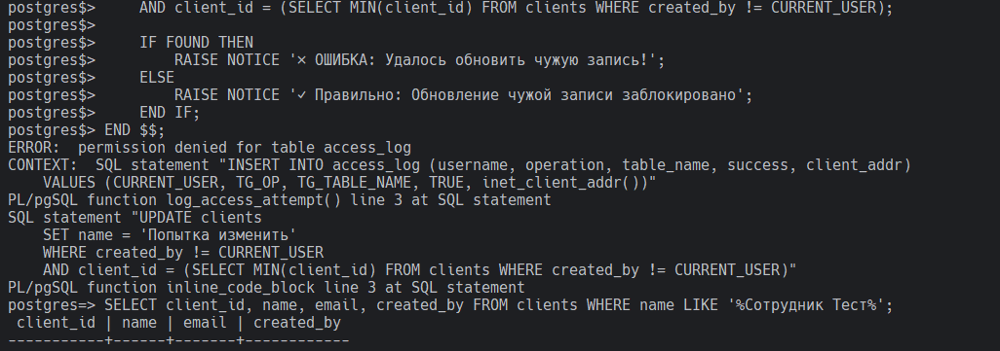 postgres$>     AND client_id = (SELECT MIN(client_id) FROM clients WHERE created_by != CURRENT_USER);
postgres$>
postgres$>     IF FOUND THEN
postgres$>         RAISE NOTICE '× ОШИБКА: Удалось обновить чужую запись!';
postgres$>     ELSE
postgres$>         RAISE NOTICE '✓ Правильно: Обновление чужой записи заблокировано';
postgres$>     END IF;
postgres$> END $$;
ERROR:  permission denied for table access_log
CONTEXT:  SQL statement "INSERT INTO access_log (username, operation, table_name, success, client_addr)
    VALUES (CURRENT_USER, TG_OP, TG_TABLE_NAME, TRUE, inet_client_addr())"
PL/pgSQL function log_access_attempt() line 3 at SQL statement
SQL statement "UPDATE clients
    SET name = 'Попытка изменить'
    WHERE created_by != CURRENT_USER
    AND client_id = (SELECT MIN(client_id) FROM clients WHERE created_by != CURRENT_USER)"
PL/pgSQL function inline_code_block line 3 at SQL statement
postgres=> SELECT client_id, name, email, created_by FROM clients WHERE name LIKE '%Сотрудник Тест%';
 client_id | name | email | created_by
-----------+------+-------+------------